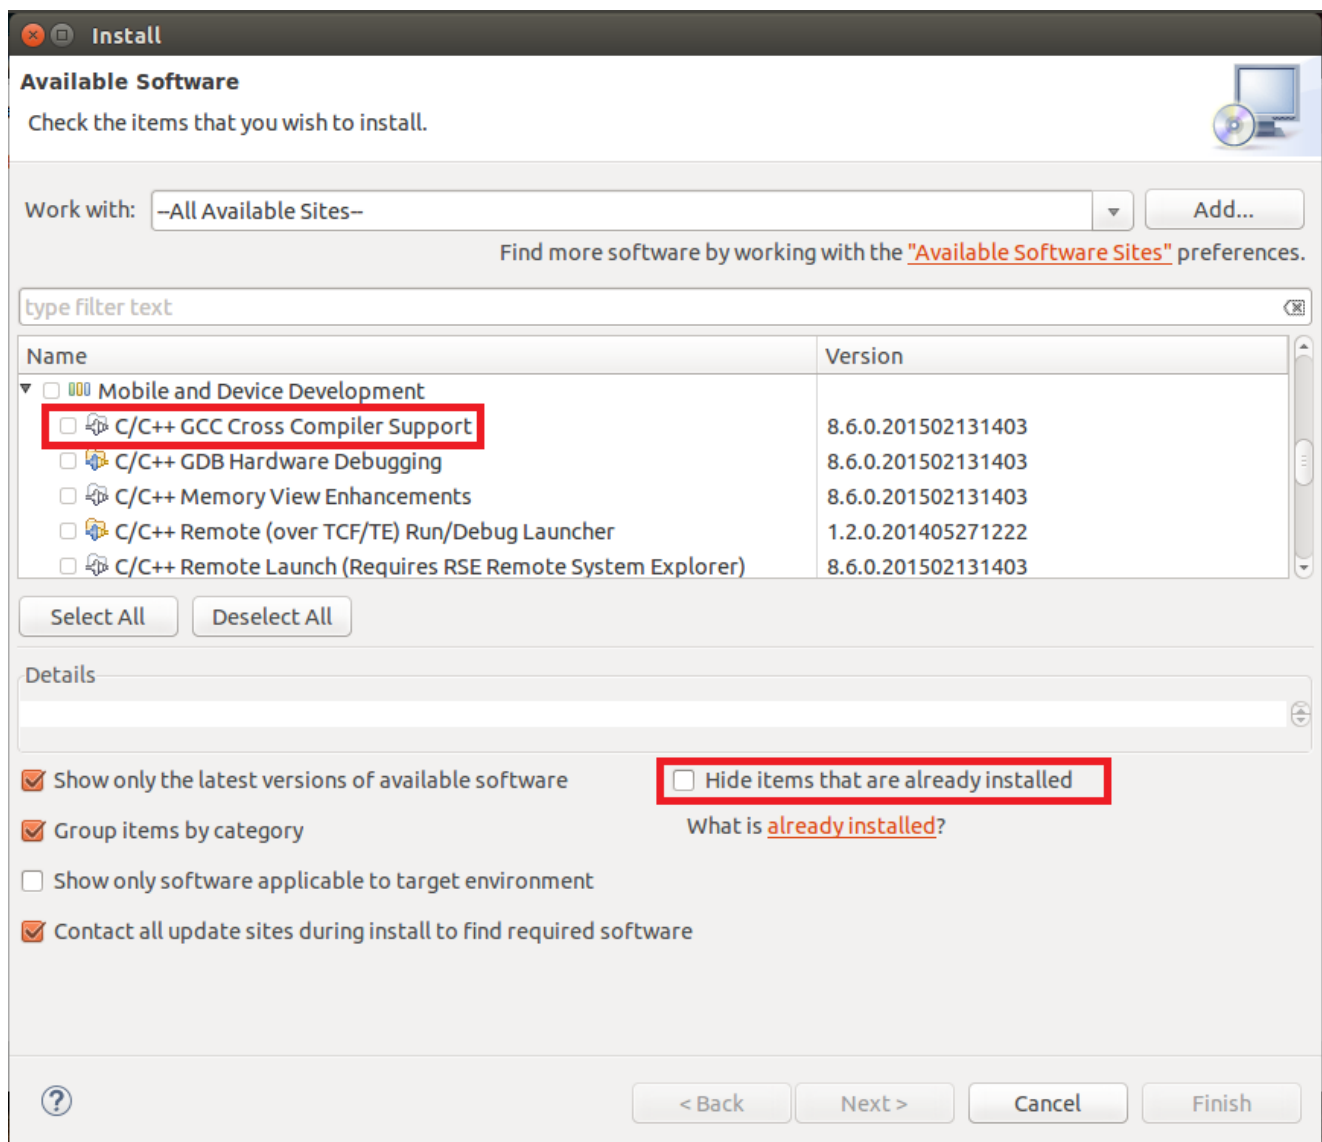 Install
Available Software
Check the items that you wish to install.
Work with: --All Available Sites-- Add...
Find more software by working with the "Available Software Sites" preferences.
type filter text
Name Version
Mobile and Device Development
C/C++ GCC Cross Compiler Support 8.6.0.201502131403
C/C++ GDB Hardware Debugging 8.6.0.201502131403
C/C++ Memory View Enhancements 8.6.0.201502131403
C/C++ Remote (over TCF/TE) Run/Debug Launcher 1.2.0.201405271222
C/C++ Remote Launch (Requires RSE Remote System Explorer) 8.6.0.201502131403
Select All Deselect All
Details
Show only the latest versions of available software Hide items that are already installed
Group items by category What is already installed?
Show only software applicable to target environment
Contact all update sites during install to find required software
? < Back Next > Cancel Finish